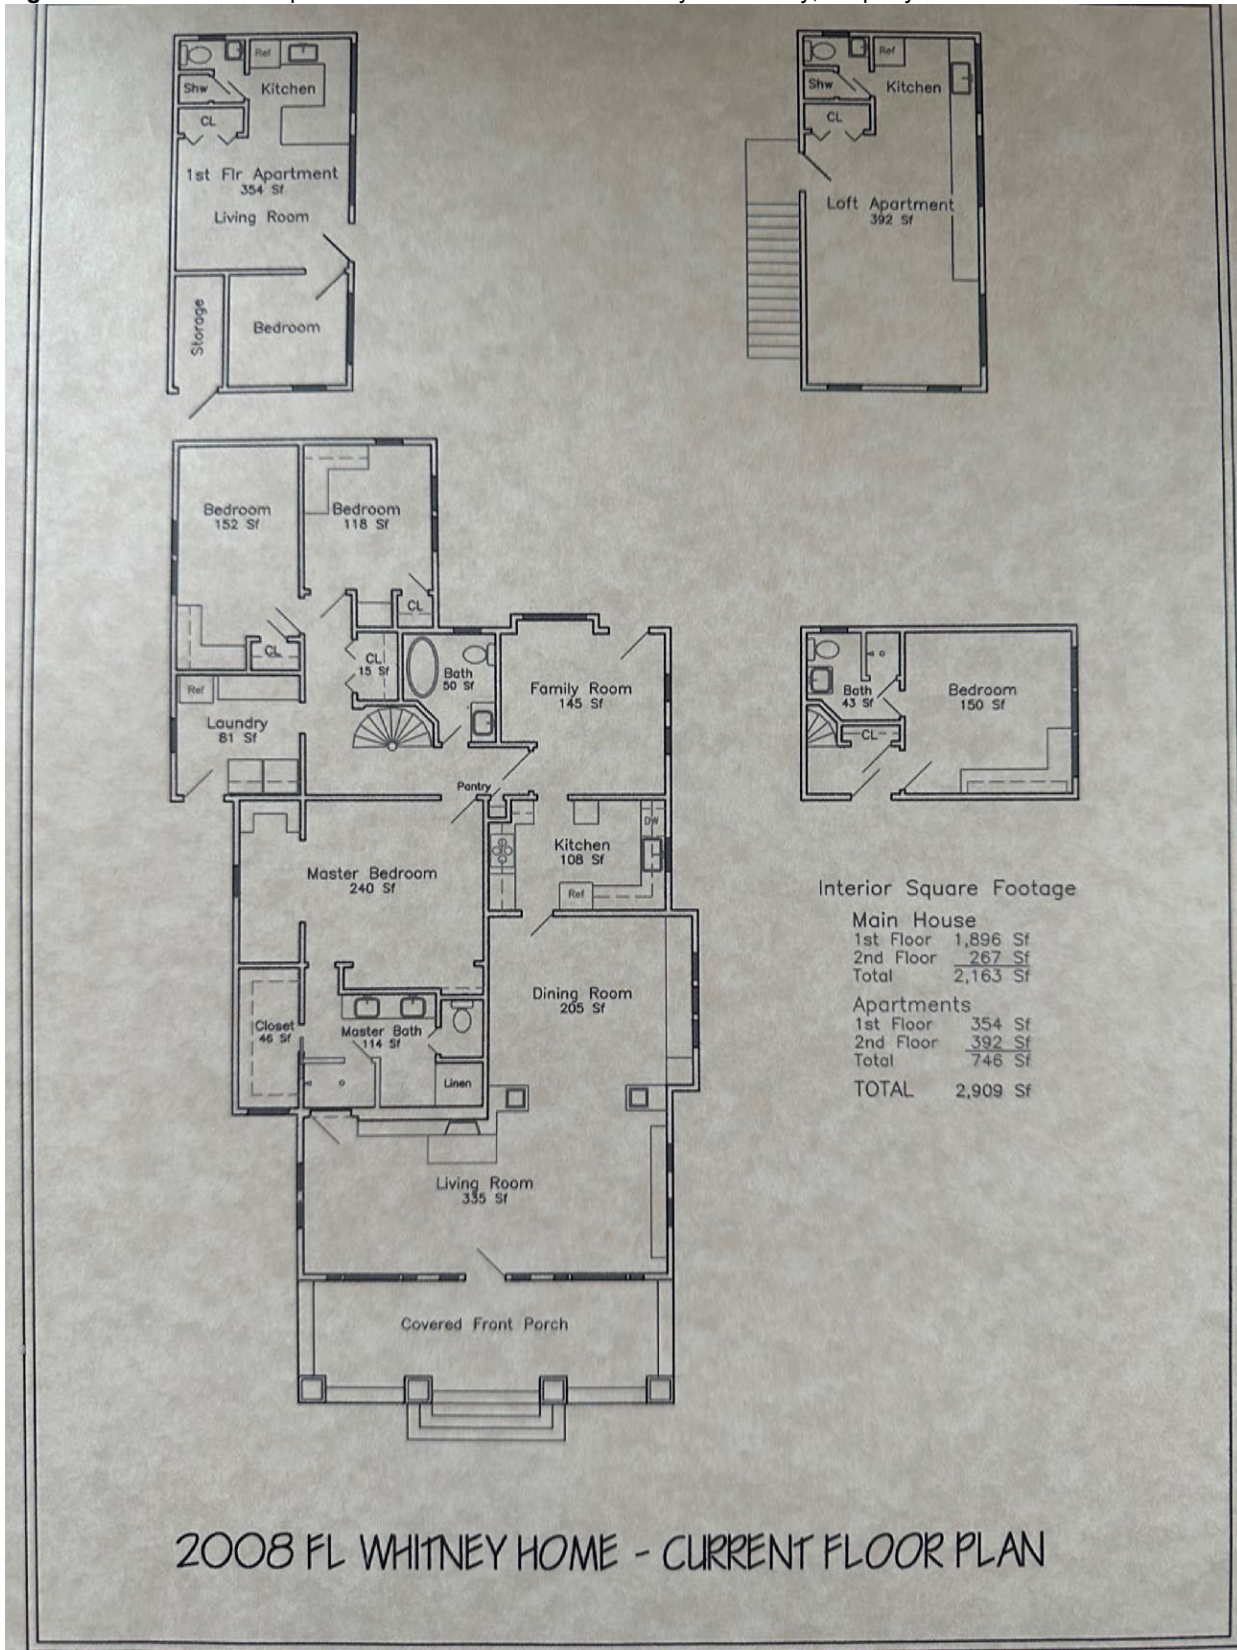 Ref
Kitchen
Shw
CL
1st Flr Apartment
354 Sf
Living Room
Storage
Bedroom
Ref
Kitchen
Shw
CL
Loft Apartment
392 Sf
Bedroom
152 Sf
Bedroom
118 Sf
CL
CL
CL
15 Sf
Bath
50 Sf
Family Room
145 Sf
Ref
Laundry
81 Sf
Pantry
Bath
43 Sf
Bedroom
150 Sf
CL
Kitchen
108 Sf
DW
Ref
Master Bedroom
240 Sf
Dining Room
205 Sf
Closet
46 Sf
Master Bath
114 Sf
Linen
Living Room
335 Sf
Covered Front Porch
Interior Square Footage
Main House
1st Floor 1,896 Sf
2nd Floor 267 Sf
Total 2,163 Sf
Apartments
1st Floor 354 Sf
2nd Floor 392 Sf
Total 746 Sf
TOTAL 2,909 Sf
2008 FL WHITNEY HOME - CURRENT FLOOR PLAN